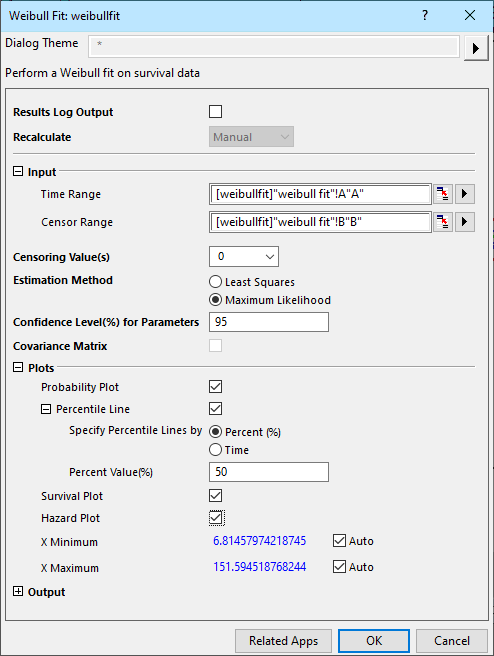 Weibull Fit: weibullfit
Dialog Theme *
Perform a Weibull fit on survival data
Results Log Output
Recalculate Manual
Input
Time Range [weibullfit]"weibull fit"!A"A"
Censor Range [weibullfit]"weibull fit"!B"B"
Censoring Value(s) 0
Estimation Method Least Squares
Maximum Likelihood
Confidence Level(%) for Parameters 95
Covariance Matrix
Plots
Probability Plot
Percentile Line
Specify Percentile Lines by Percent (%)
Time
Percent Value(%) 50
Survival Plot
Hazard Plot
X Minimum 6.81457974218745 Auto
X Maximum 151.594518768244 Auto
Output
Related Apps OK Cancel